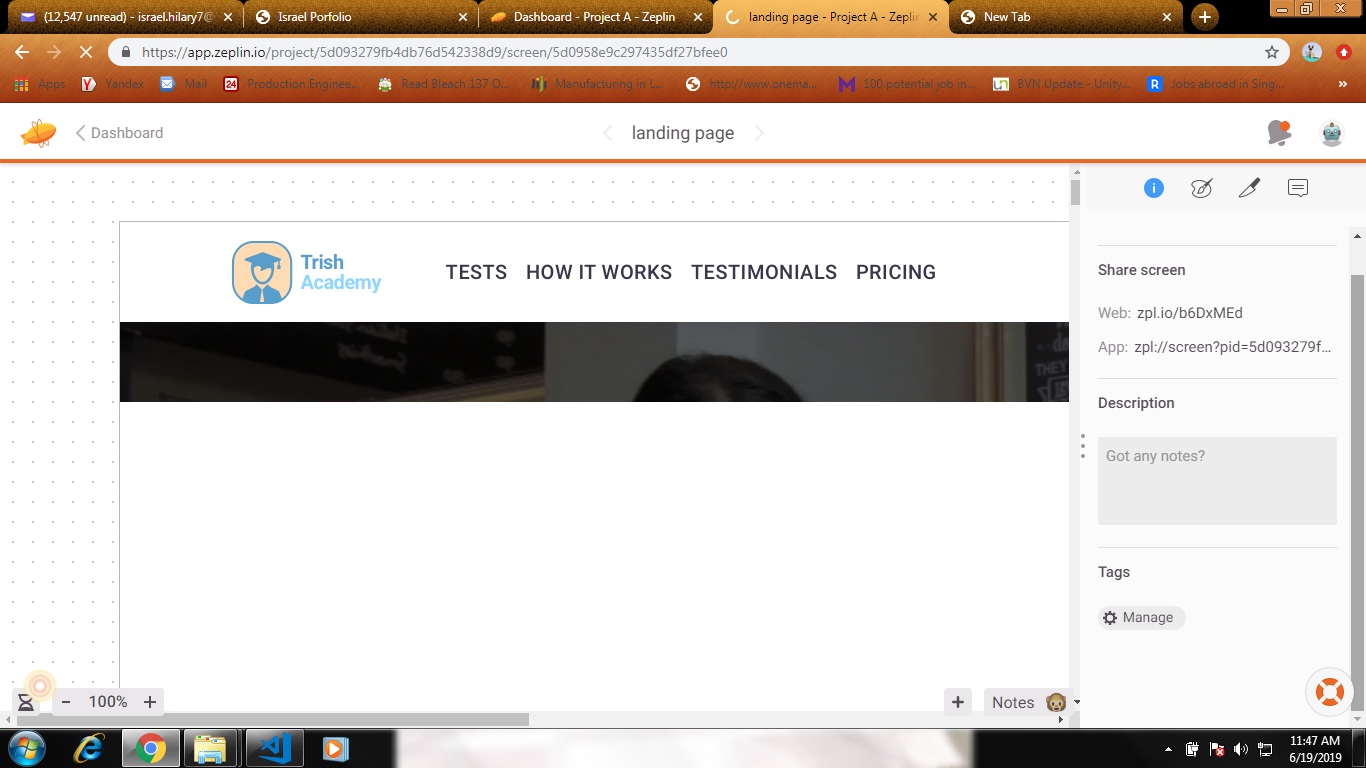 (12,547 unread) - israel.hilary7@
Israel Porfolio
Dashboard - Project A - Zeplin
landing page - Project A - Zeplin
New Tab
https://app.zeplin.io/project/5d093279fb4db76d542338d9/screen/5d0958e9c297435df27bfee0
Apps
Yandex
Mail
24
Production Enginee...
Read Bleach 137 O...
Manufacturing in L...
http://www.onema...
100 potential job in...
BVN Update - Unity...
Jobs abroad in Sing...
Dashboard
landing page
Trish
Academy
TESTS HOW IT WORKS TESTIMONIALS PRICING
THEY
Share screen
Web: zpl.io/b6DxMEd
App: zpl://screen?pid=5d093279f...
Description
Got any notes?
Tags
Manage
100%
Notes
11:47 AM
6/19/2019